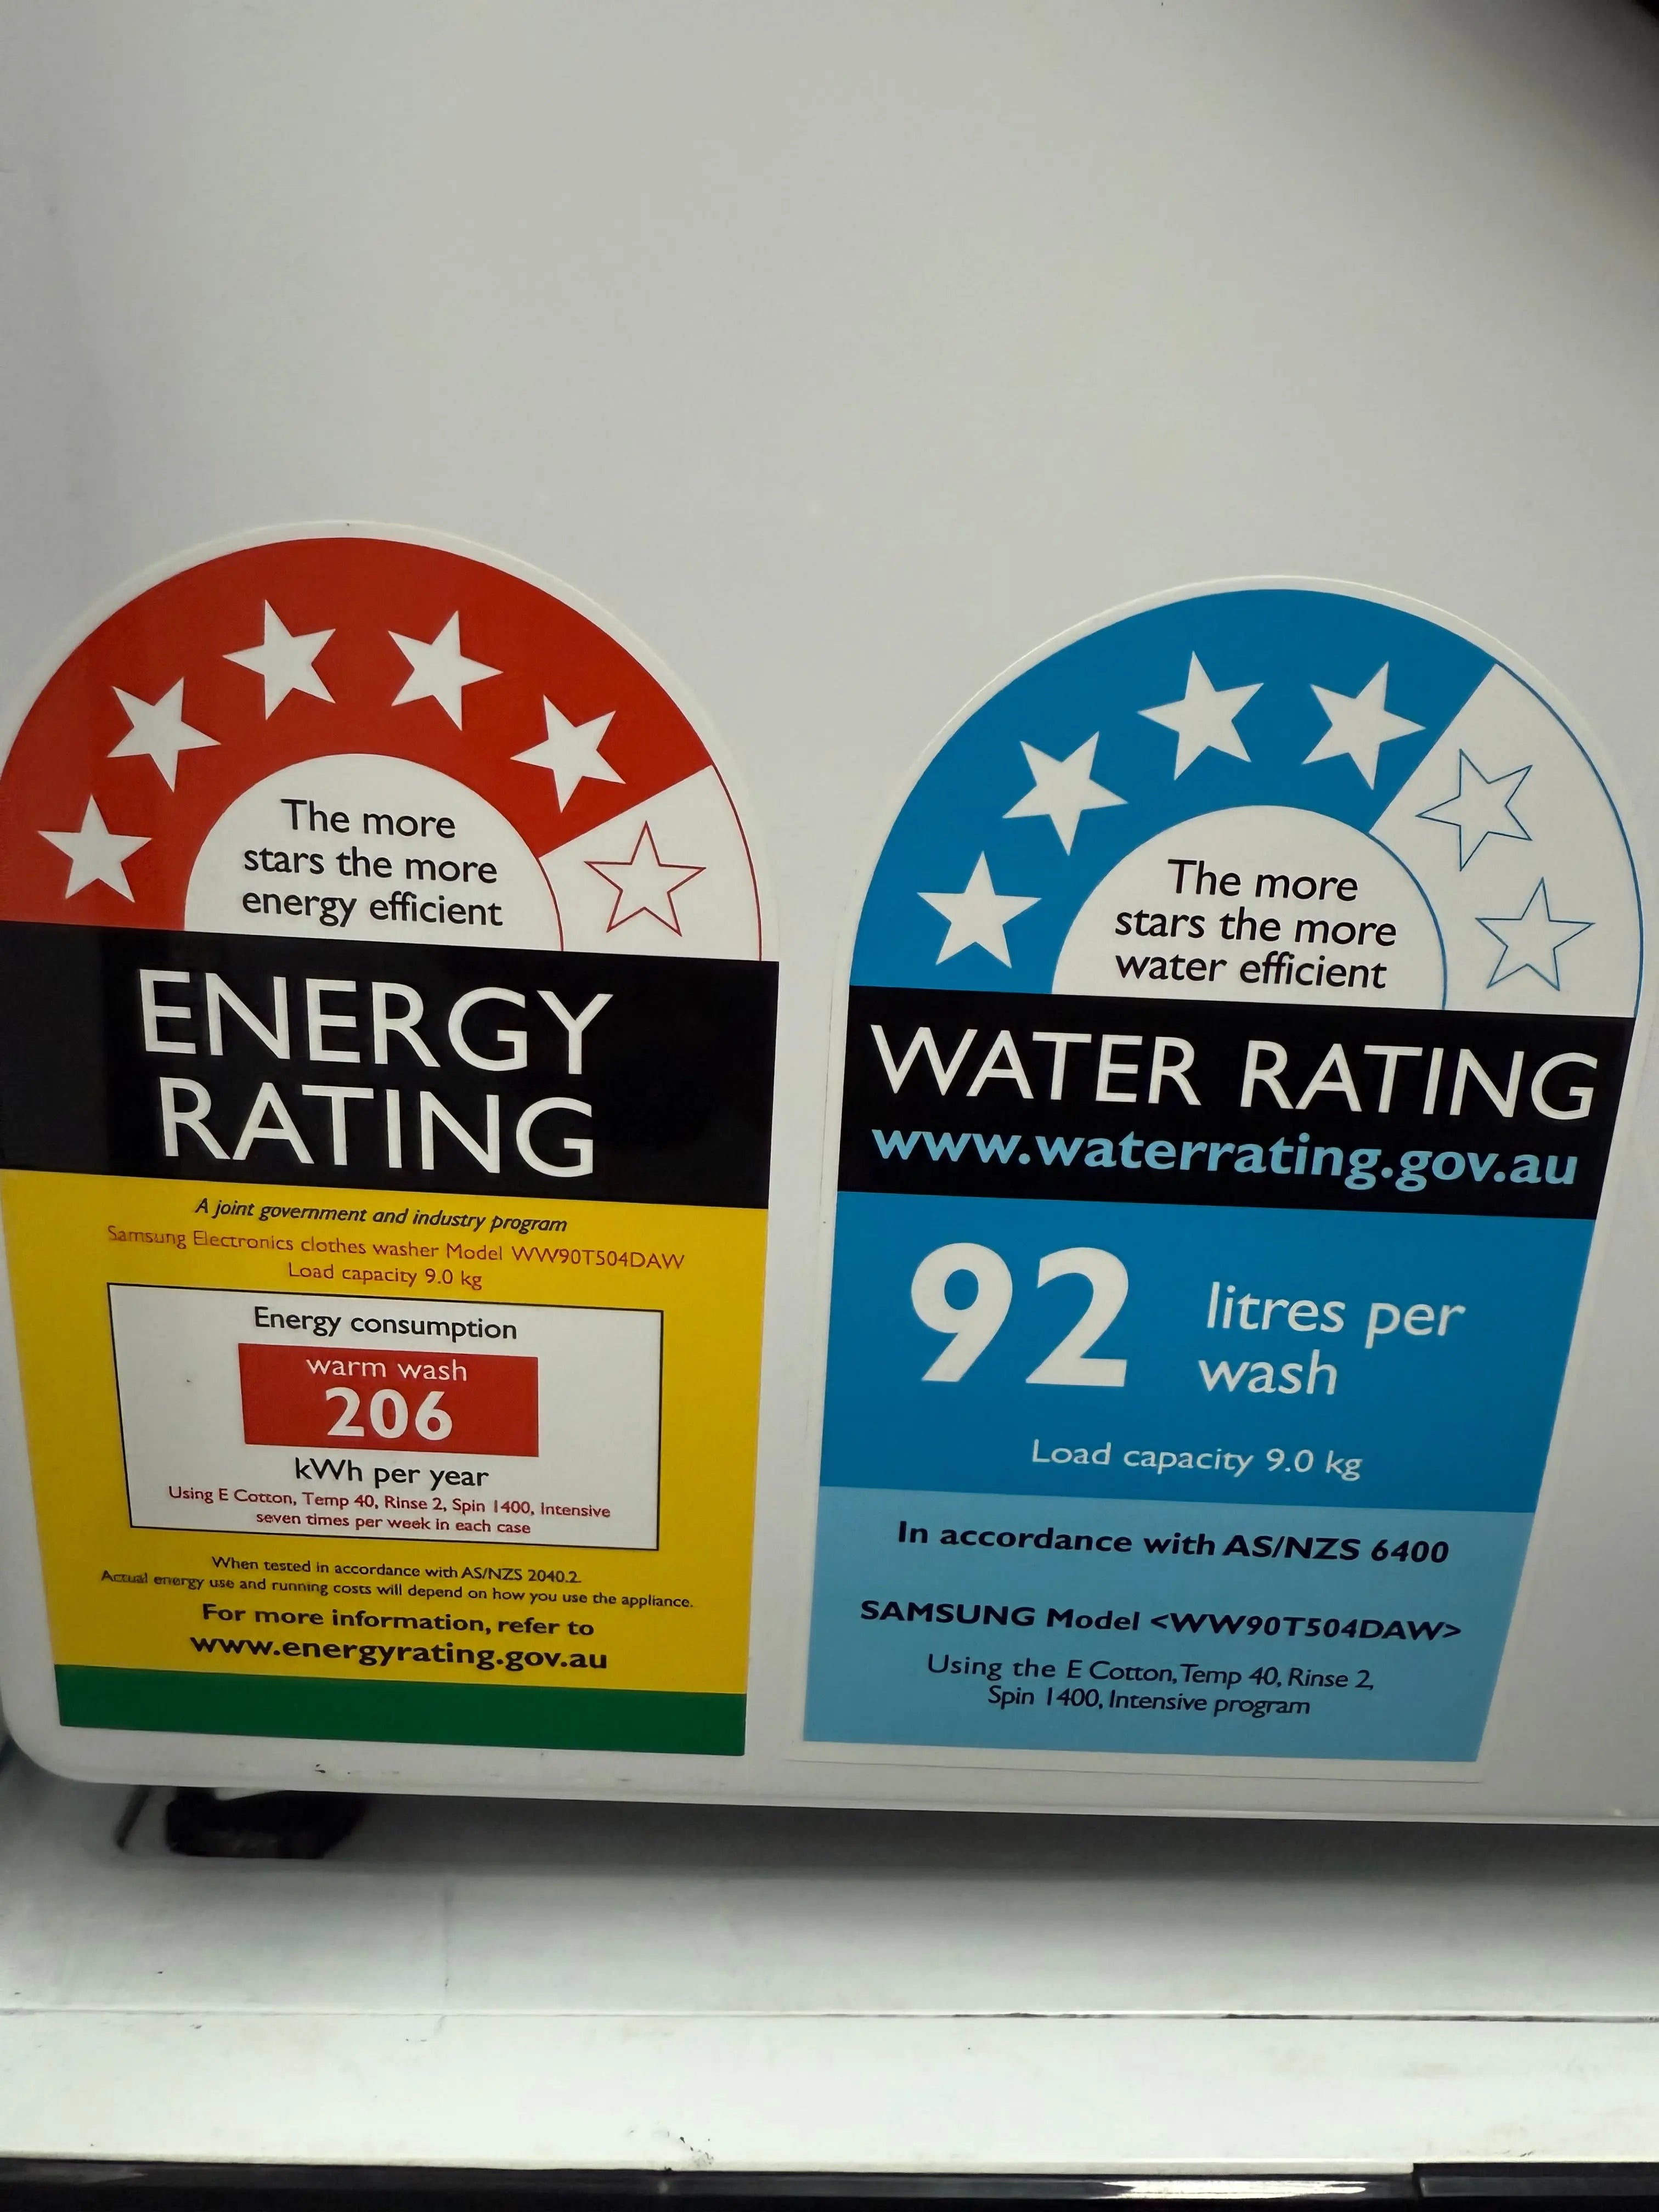 The more
stars the more
energy efficient
ENERGY
RATING
A joint government and industry program
Samsung Electronics clothes washer Model WW90T504DAW
Load capacity 9.0 kg
Energy consumption
warm wash
206
kWh per year
Using E Cotton, Temp 40, Rinse 2, Spin 1400, Intensive
seven times per week in each case
When tested in accordance with AS/NZS 2040.2.
Actual energy use and running costs will depend on how you use the appliance.
For more information, refer to
www.energyrating.gov.au
The more
stars the more
water efficient
WATER RATING
www.waterrating.gov.au
92 litres per
wash
Load capacity 9.0 kg
In accordance with AS/NZS 6400
SAMSUNG Model <WW90T504DAW>
Using the E Cotton, Temp 40, Rinse 2,
Spin 1400, Intensive program